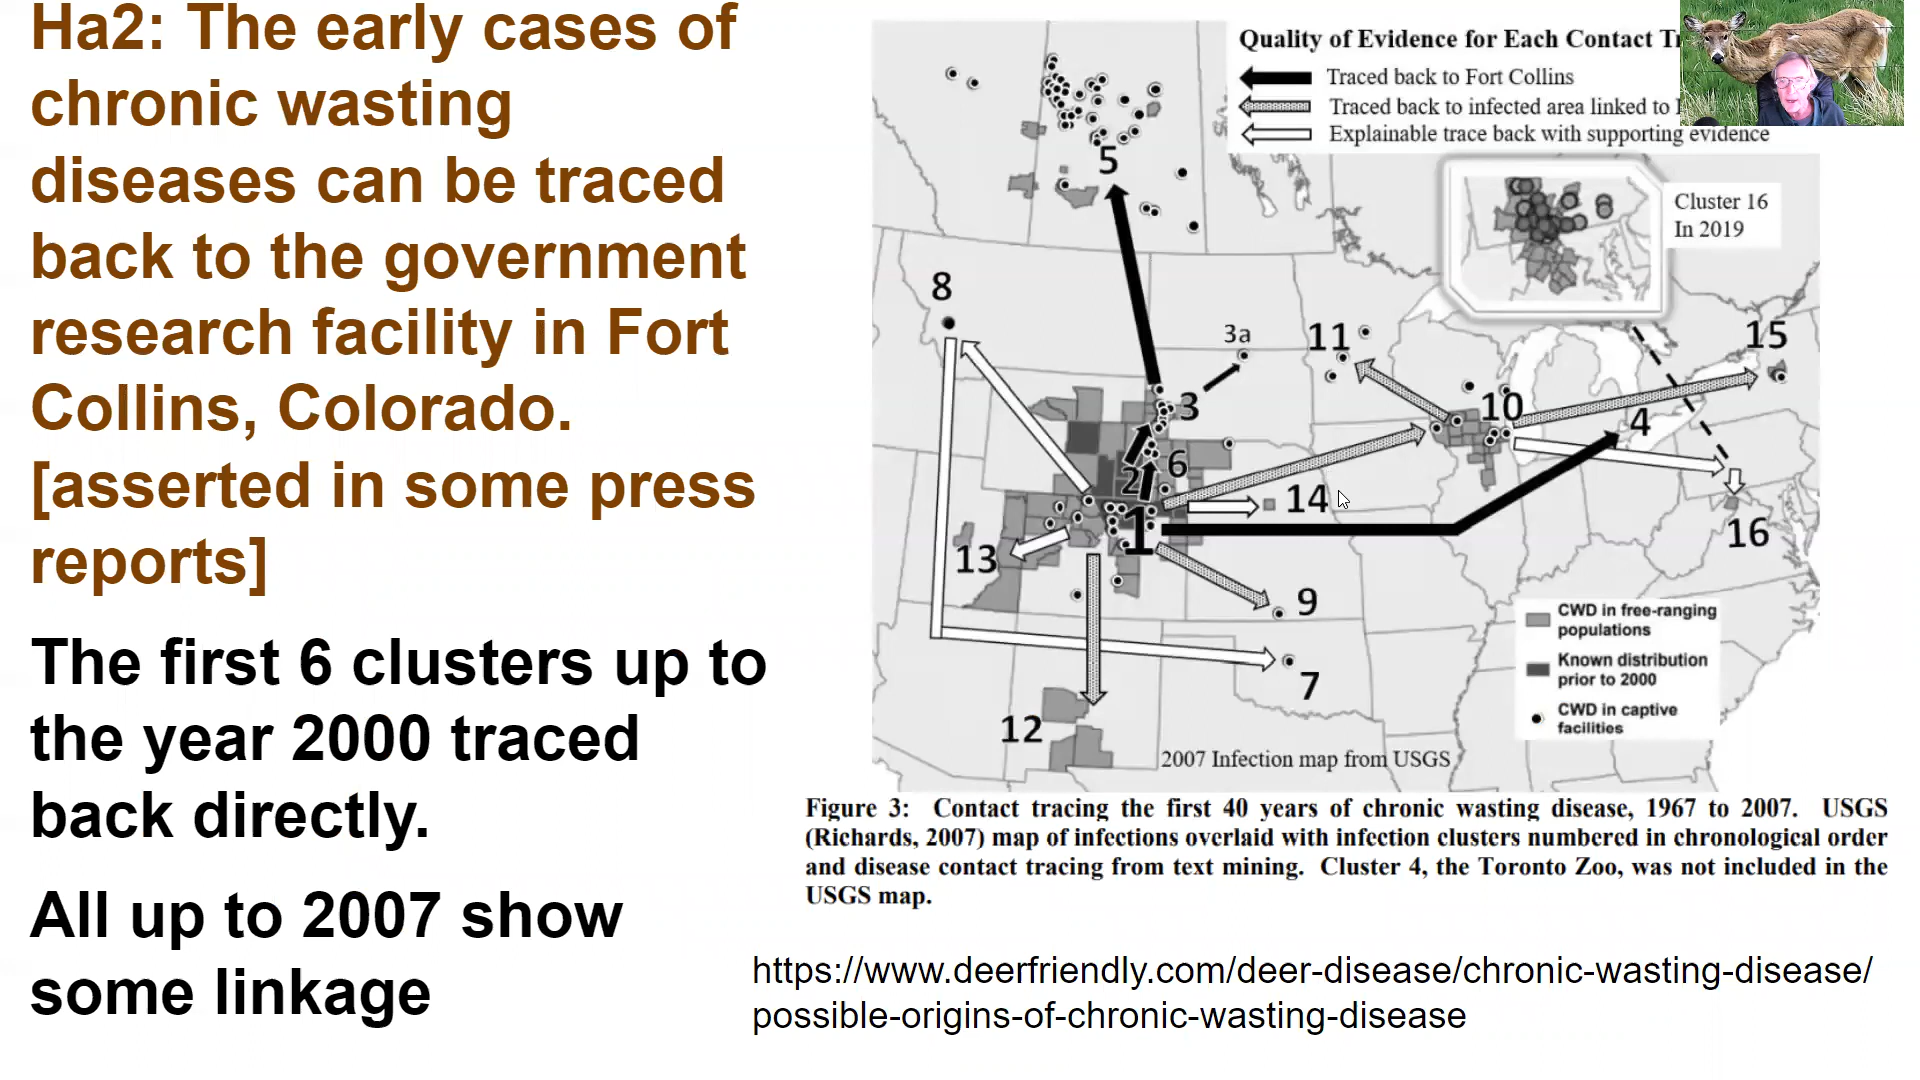 Ha2: The early cases of
chronic wasting
diseases can be traced
back to the government
research facility in Fort
Collins, Colorado.
[asserted in some press
reports]
The first 6 clusters up to
the year 2000 traced
back directly.
All up to 2007 show
some linkage
Quality of Evidence for Each Contact
Traced back to Fort Collins
Traced back to infected area linked to
Explainable trace back with supporting evidence
Cluster 16
In 2019
5
8
3a
11
15
3
10
4
2
6
14
1
16
13
9
7
12
CWD in free-ranging
populations
Known distribution
prior to 2000
CWD in captive
facilities
2007 Infection map from USGS
Figure 3: Contact tracing the first 40 years of chronic wasting disease, 1967 to 2007. USGS
(Richards, 2007) map of infections overlaid with infection clusters numbered in chronological order
and disease contact tracing from text mining. Cluster 4, the Toronto Zoo, was not included in the
USGS map.
https://www.deerfriendly.com/deer-disease/chronic-wasting-disease/
possible-origins-of-chronic-wasting-disease